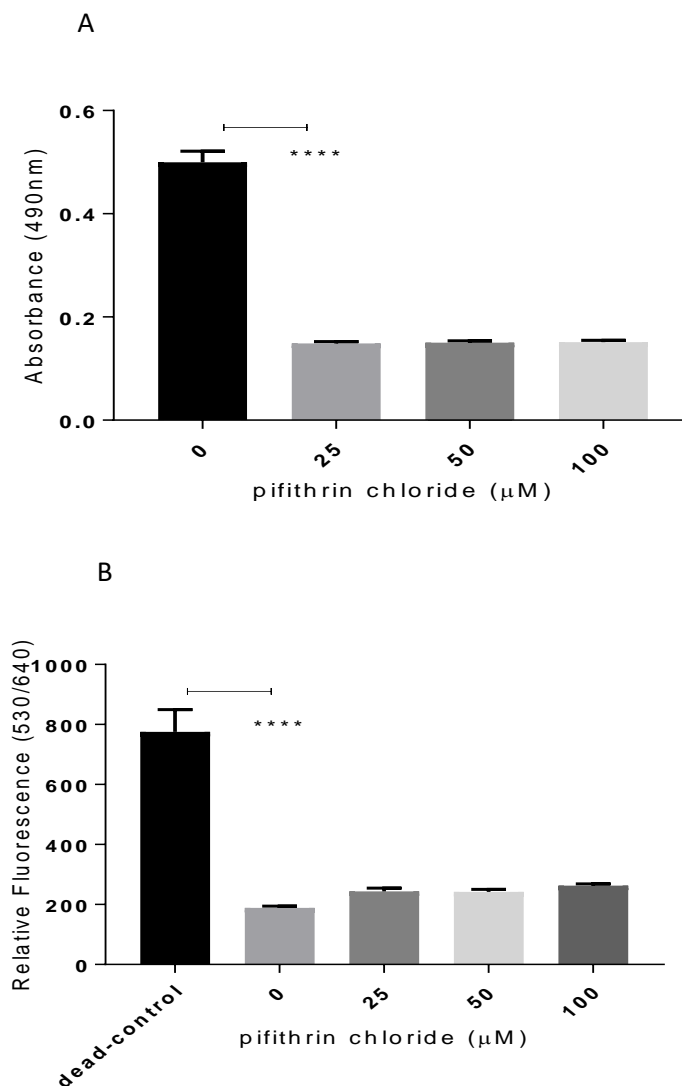 A
Absorbance (490nm)
0.6
0.4
0.2
0.0
****
0
25
50
100
pifithrin chloride (μM)
B
Relative Fluorescence (530/640)
1000
800
600
400
200
0
****
dead-control
0
25
50
100
pifithrin chloride (μM)